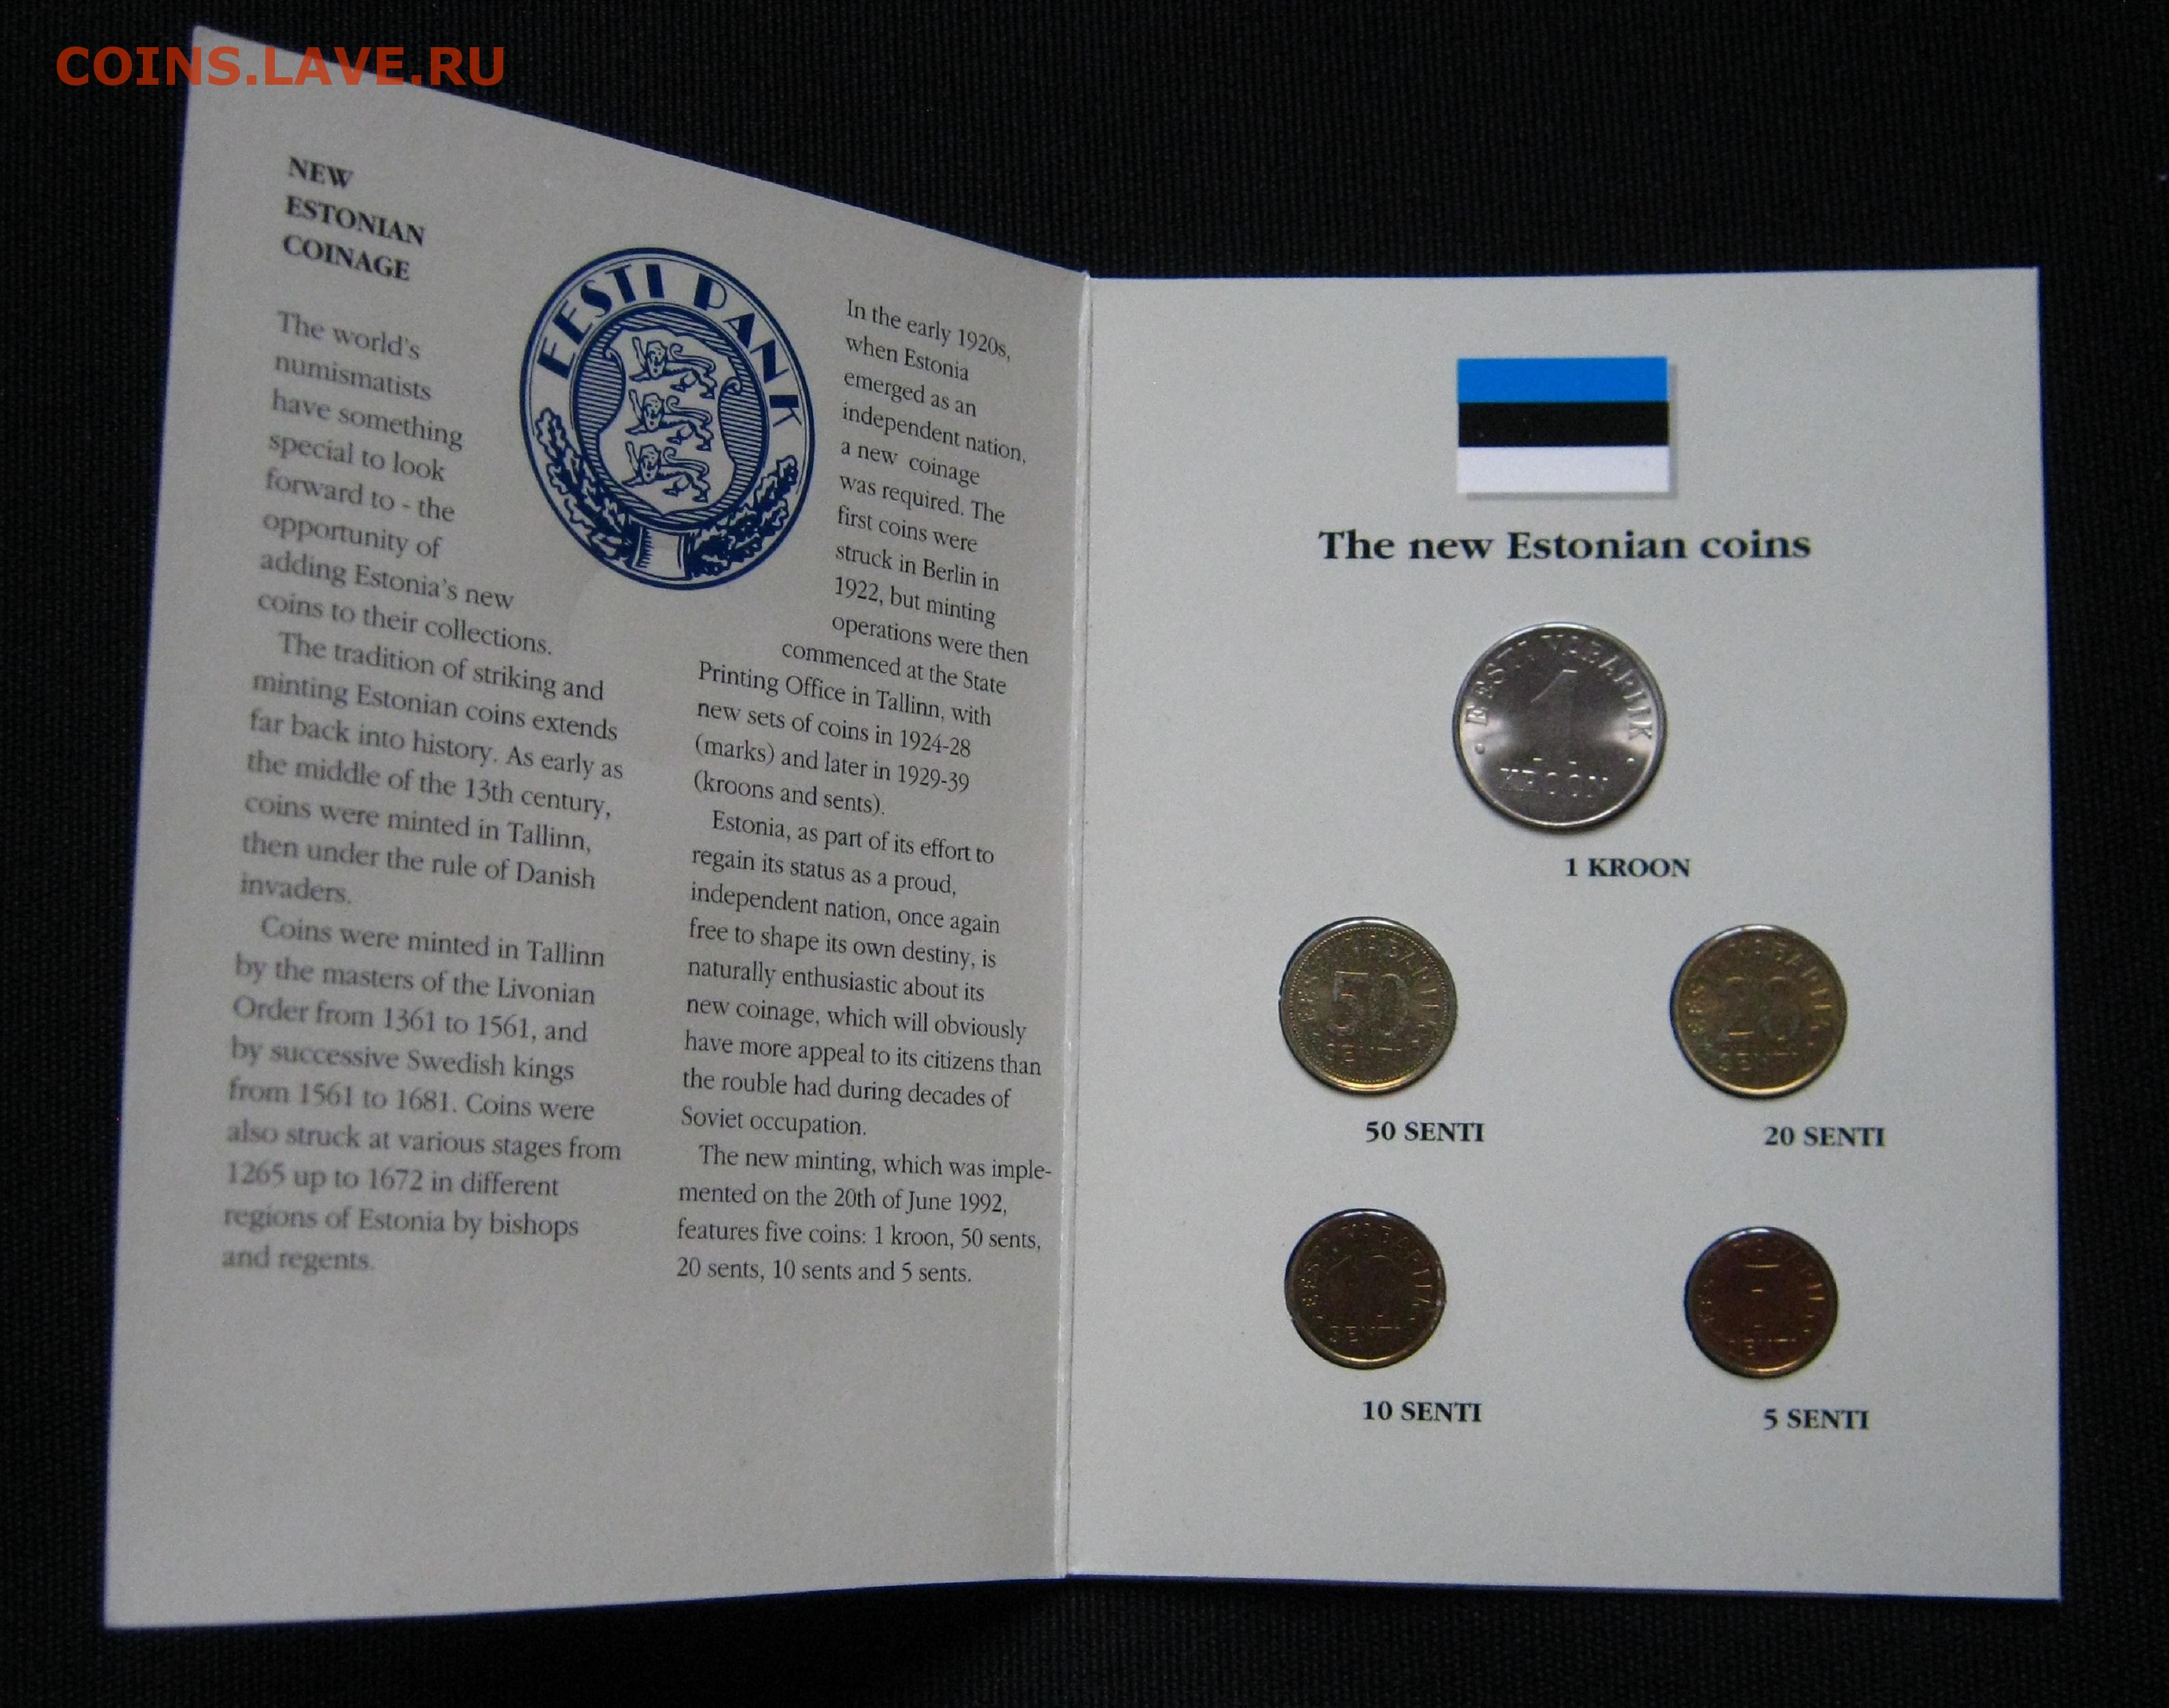 COINS.LAVE.RU
NEW
ESTONIAN
COINAGE
The world's
numismatists
have something
special to look
forward to - the
opportunity of
adding Estonia's new
coins to their collections.
The tradition of striking and
minting Estonian coins extends
far back into history. As early as
the middle of the 13th century,
coins were minted in Tallinn,
then under the rule of Danish
invaders.
Coins were minted in Tallinn
by the masters of the Livonian
Order from 1361 to 1561, and
by successive Swedish kings
from 1561 to 1681. Coins were
also struck at various stages from
1265 up to 1672 in different
regions of Estonia by bishops
and regents.
EESTI PANK
In the early 1920s,
when Estonia
emerged as an
independent nation,
a new coinage
was required. The
first coins were
struck in Berlin in
1922, but minting
operations were then
commenced at the State
Printing Office in Tallinn, with
new sets of coins in 1924-28
(marks) and later in 1929-39
(kroons and sents).
Estonia, as part of its effort to
regain its status as a proud,
independent nation, once again
free to shape its own destiny, is
naturally enthusiastic about its
new coinage, which will obviously
have more appeal to its citizens than
the rouble had during decades of
Soviet occupation.
The new minting, which was imple-
mented on the 20th of June 1992,
features five coins: 1 kroon, 50 sents,
20 sents, 10 sents and 5 sents.
The new Estonian coins
EESTI VABARIIK
1
KROON
1 KROON
EESTI VABARIIK
50
SENTI
50 SENTI
EESTI VABARIIK
20
SENTI
20 SENTI
EESTI VABARIIK
10
SENTI
10 SENTI
5
SENTI
5 SENTI